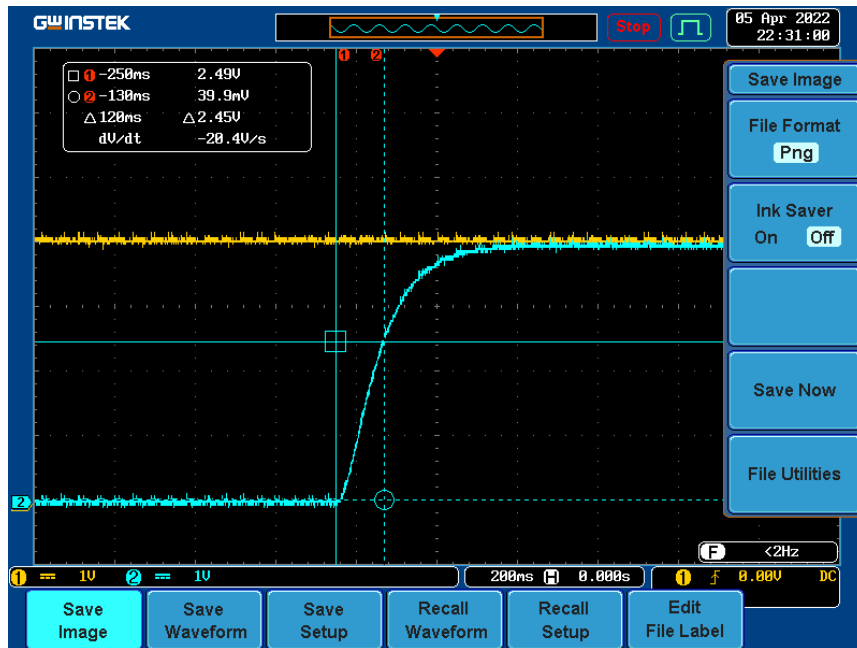 GWINSTEK
Stop
05 Apr 2022
22:31:00
1 2
1 -250ms 2.49V
2 -130ms 39.9mV
△120ms △2.45V
dV/dt -20.4V/s
Save Image
File Format
Png
Ink Saver
On Off
Save Now
File Utilities
2
F <2Hz
1 1V 2 1V 200ms H 0.000s 1 0.00V DC
Save Image
Save Waveform
Save Setup
Recall Waveform
Recall Setup
Edit File Label